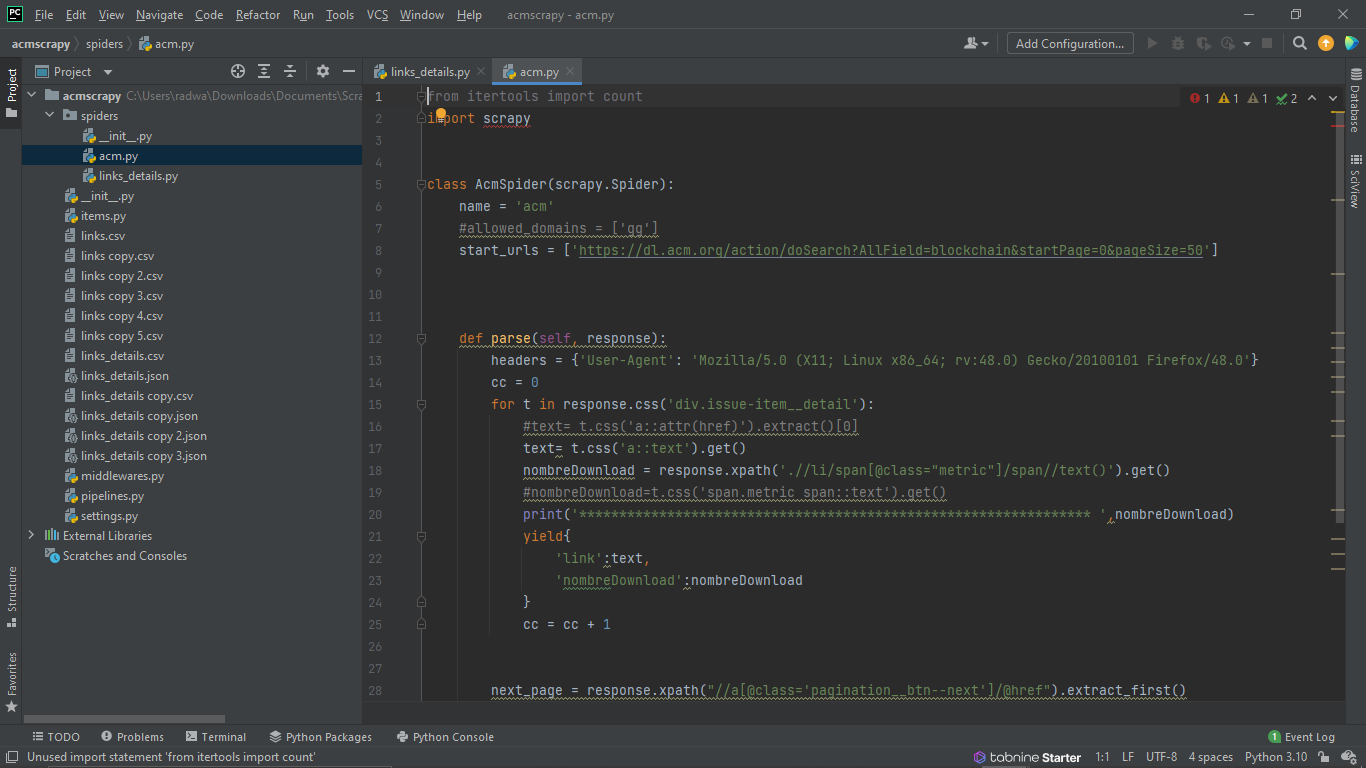 PC File Edit View Navigate Code Refactor Run Tools VCS Window Help acmscrapy - acm.py
acmscrapy spiders acm.py Add Configuration...
Project links_details.py acm.py
Project
acmscrapy C:\Users\radwa\Downloads\Documents\Scra
spiders
__init__.py
acm.py
links_details.py
__init__.py
items.py
links.csv
links copy.csv
links copy 2.csv
links copy 3.csv
links copy 4.csv
links copy 5.csv
links_details.csv
links_details.json
links_details copy.csv
links_details copy.json
links_details copy 2.json
links_details copy 3.json
middlewares.py
pipelines.py
settings.py
External Libraries
Scratches and Consoles
Structure
Favorites
1 from itertools import count
2 import scrapy
3
4
5 class AcmSpider(scrapy.Spider):
6 name = 'acm'
7 #allowed_domains = ['gg']
8 start_urls = ['https://dl.acm.org/action/doSearch?AllField=blockchain&startPage=0&pageSize=50']
9
10
11
12 def parse(self, response):
13 headers = {'User-Agent': 'Mozilla/5.0 (X11; Linux x86_64; rv:48.0) Gecko/20100101 Firefox/48.0'}
14 cc = 0
15 for t in response.css('div.issue-item__detail'):
16 #text= t.css('a::attr(href)').extract()[0]
17 text= t.css('a::text').get()
18 nombreDownload = response.xpath('.//li/span[@class="metric"]/span//text()').get()
19 #nombreDownload=t.css('span.metric span::text').get()
20 print('**************************************************************** ',nombreDownload)
21 yield{
22 'link':text,
23 'nombreDownload':nombreDownload
24 }
25 cc = cc + 1
26
27
28 next_page = response.xpath("//a[@class='pagination__btn--next']/@href").extract_first()
1 1 1 2
Database
SciView
TODO Problems Terminal Python Packages Python Console 1 Event Log
Unused import statement 'from itertools import count' tabnine Starter 1:1 LF UTF-8 4 spaces Python 3.10